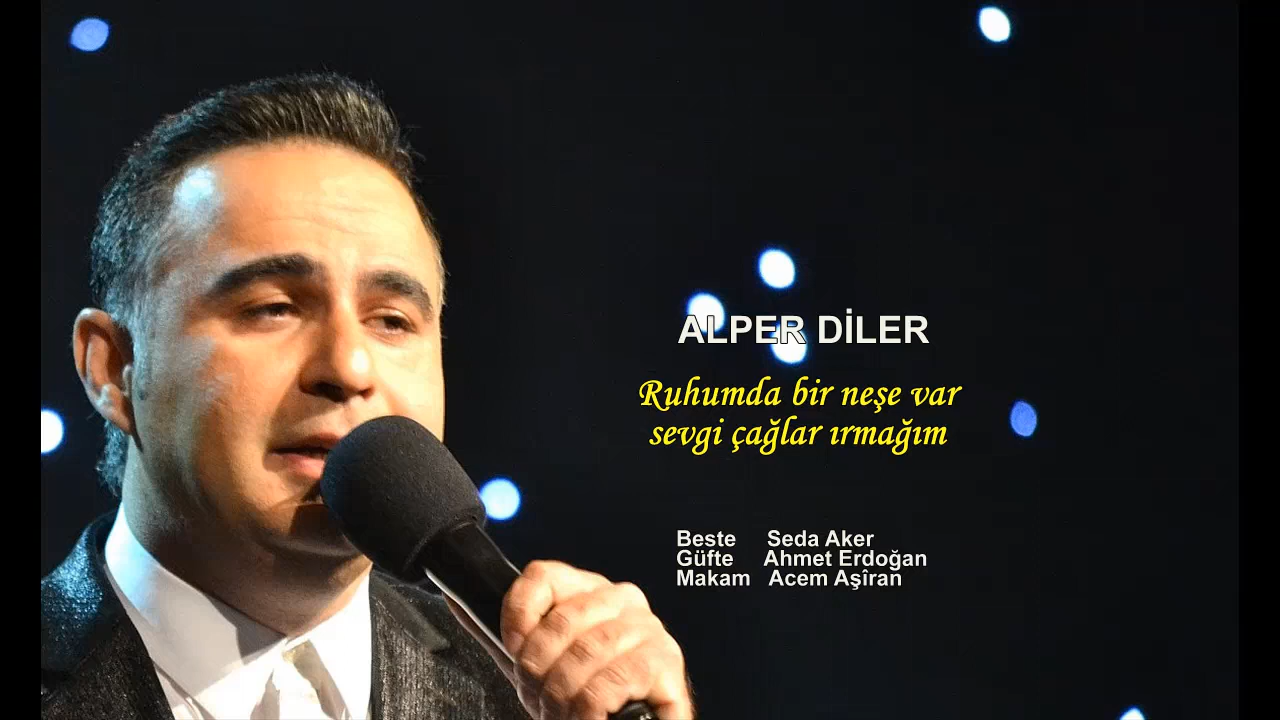 ALPER DİLER
Ruhumda bir neşe var
sevgi çağlar ırmağım
Beste Seda Aker
Güfte Ahmet Erdoğan
Makam Acem Aşîran